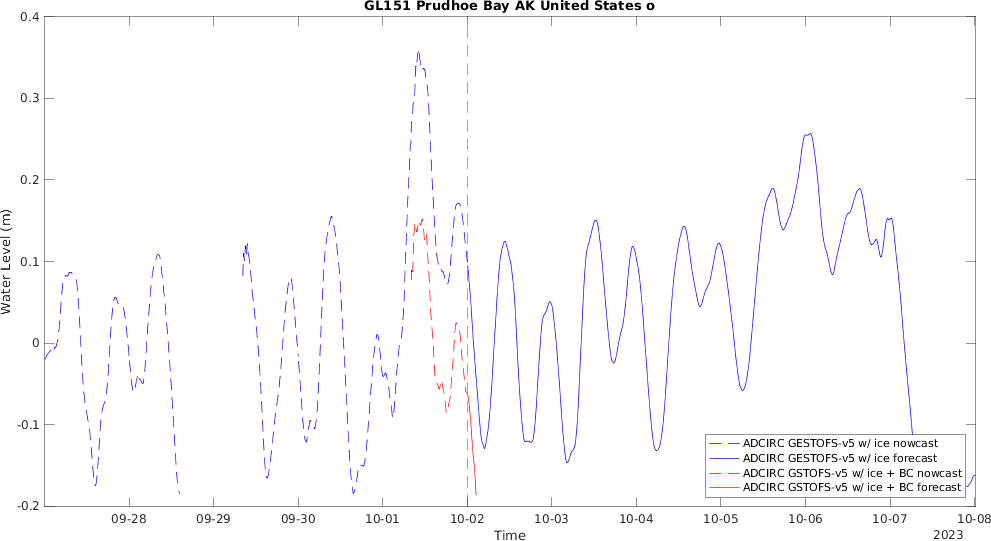 GL151 Prudhoe Bay AK United States o
0.4
0.3
0.2
0.1
0
-0.1
-0.2
Water Level (m)
09-28 09-29 09-30 10-01 10-02 10-03 10-04 10-05 10-06 10-07 10-08
Time
2023
ADCIRC GESTOFS-v5 w/ ice nowcast
ADCIRC GESTOFS-v5 w/ ice forecast
ADCIRC GSTOFS-v5 w/ ice + BC nowcast
ADCIRC GSTOFS-v5 w/ ice + BC forecast